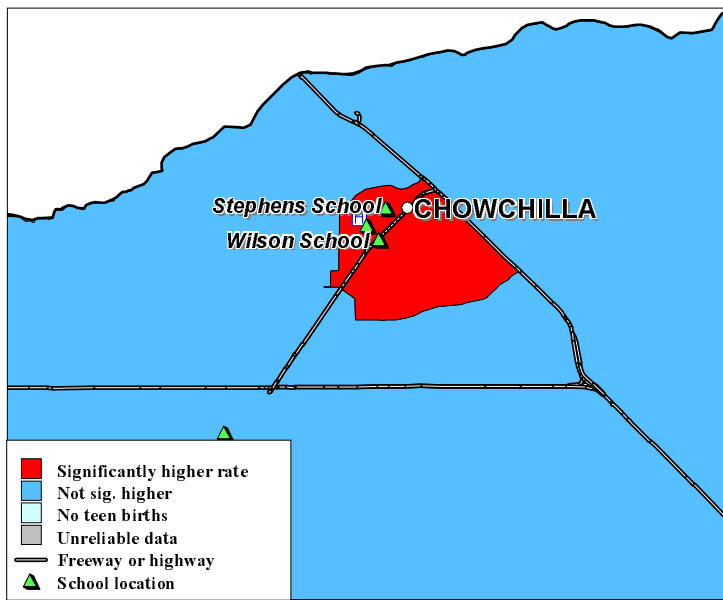 Stephens School
CHOWCHILLA
H
Wilson School
Significantly higher rate
Not sig. higher
No teen births
Unreliable data
Freeway or highway
School location